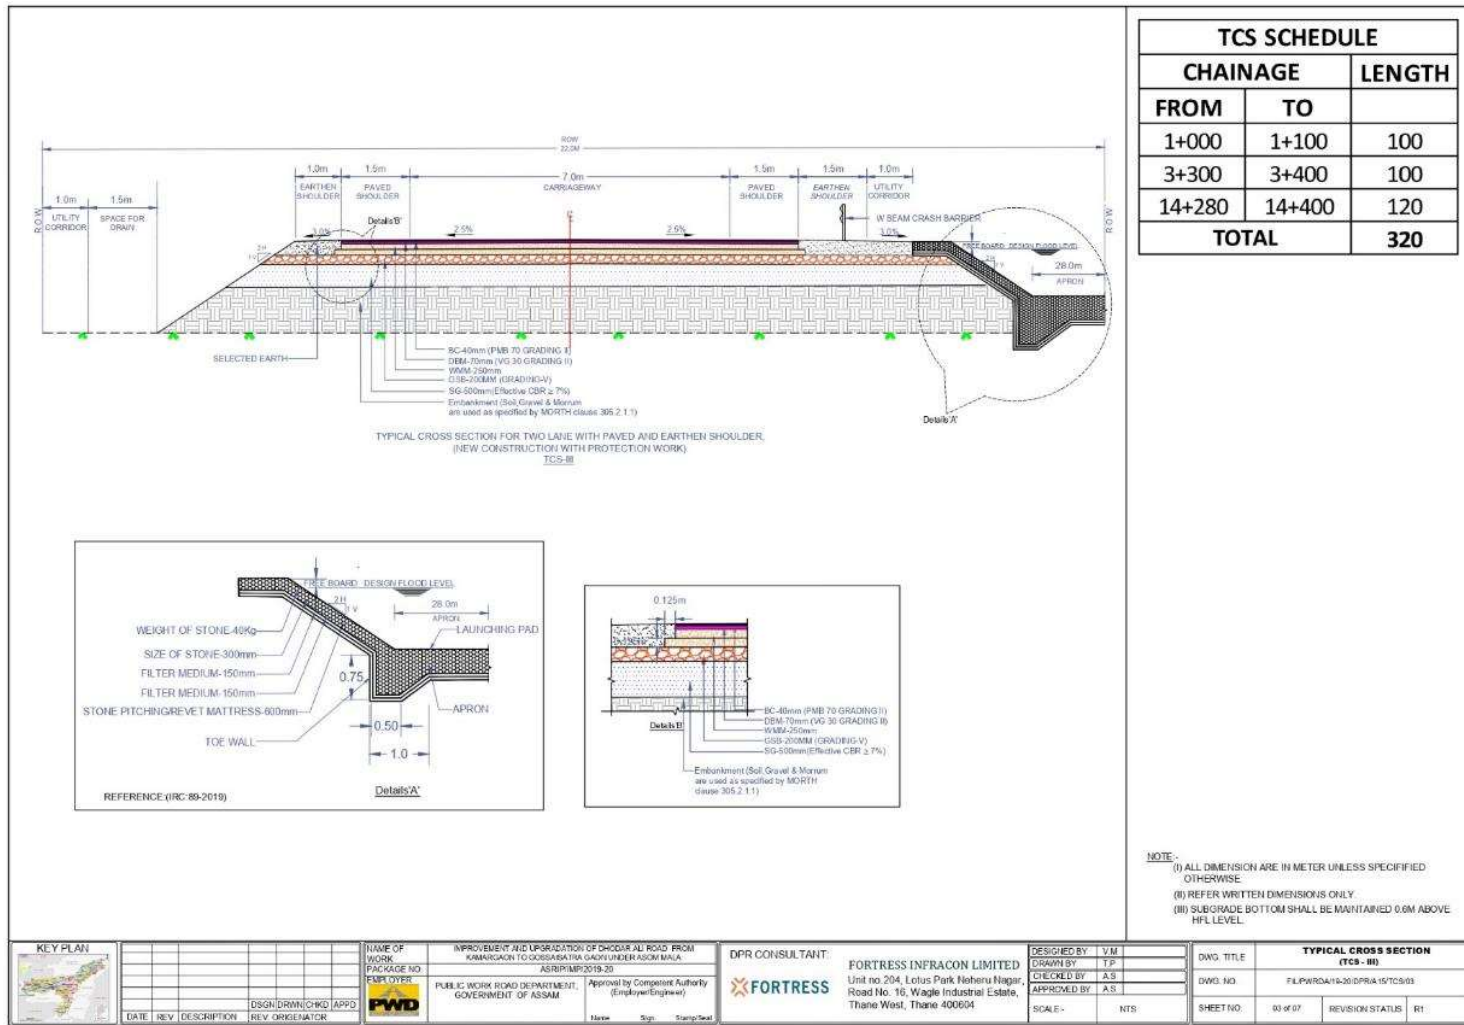 TCS SCHEDULE
CHAINAGE LENGTH
FROM TO
1+000 1+100 100
3+300 3+400 100
14+280 14+400 120
TOTAL 320
ROW
22.0M
1.0m 1.5m 7.0m 1.5m 1.5m 1.0m
EARTHEN SHOULDER
PAVED SHOULDER
CARRIAGEWAY
PAVED SHOULDER
EARTHEN SHOULDER
UTILITY CORRIDOR
1.0m 1.5m
UTILITY CORRIDOR
SPACE FOR DRAIN
ROW
ROW
Details'B'
W BEAM CRASH BARRIER
3.0% 2.5% 2.5% 3.0%
FREE BOARD DESIGN FLOOD LEVEL
2H
1V
28.0m
APRON
SELECTED EARTH
BC-40mm (PMB 70 GRADING II)
DBM-70mm (VG 30 GRADING II)
WMM-250mm
GSB-200MM (GRADING-V)
SG-500mm(Effective CBR ≥ 7%)
Embankment (Soil,Gravel & Morrum
are used as specified by MORTH clause 305.2.1.1)
Details'A'
TYPICAL CROSS SECTION FOR TWO LANE WITH PAVED AND EARTHEN SHOULDER,
(NEW CONSTRUCTION WITH PROTECTION WORK)
TCS-III
FREE BOARD DESIGN FLOOD LEVEL
2H
1V
28.0m
APRON
WEIGHT OF STONE-40Kg
LAUNCHING PAD
SIZE OF STONE-300mm
FILTER MEDIUM-150mm
0.75
FILTER MEDIUM-150mm
STONE PITCHING/REVET MATTRESS-600mm
APRON
0.50
TOE WALL
1.0
Details'A'
REFERENCE:(IRC:89-2019)
0.125m
Details'B'
BC-40mm (PMB 70 GRADING II)
DBM-70mm (VG 30 GRADING II)
WMM-250mm
GSB-200MM (GRADING-V)
SG-500mm(Effective CBR ≥ 7%)
Embankment (Soil,Gravel & Morrum
are used as specified by MORTH
clause 305.2.1.1)
NOTE:-
(I) ALL DIMENSION ARE IN METER UNLESS SPECIFIFIED
OTHERWISE.
(II) REFER WRITTEN DIMENSIONS ONLY.
(III) SUBGRADE BOTTOM SHALL BE MAINTAINED 0.6M ABOVE
HFL LEVEL.
KEY PLAN
DSGN DRWN CHKD APPD
DATE REV DESCRIPTION REV. ORIGENATOR
NAME OF WORK
IMPROVEMENT AND UPGRADATION OF DHODAR ALI ROAD FROM
KAMARGAON TO GOSSAISATRA GAON UNDER ASOM MALA
PACKAGE NO
EMPLOYER
PWD
PUBLIC WORK ROAD DEPARTMENT,
GOVERNMENT OF ASSAM
Approval by Competent Authority
(Employer/Engineer)
Name Sign Stamp/Seal
DPR CONSULTANT:
FORTRESS
FORTRESS INFRACON LIMITED
Unit no.204, Lotus Park Neheru Nagar,
Road No. 16, Wagle Industrial Estate,
Thane West, Thane 400604
DESIGNED BY V.M
DRAWN BY T.P
CHECKED BY A.S
APPROVED BY A.S
SCALE:- NTS
DWG. TITLE TYPICAL CROSS SECTION
(TCS - III)
DWG. NO.
SHEET NO: 03 of 07 REVISION STATUS R1